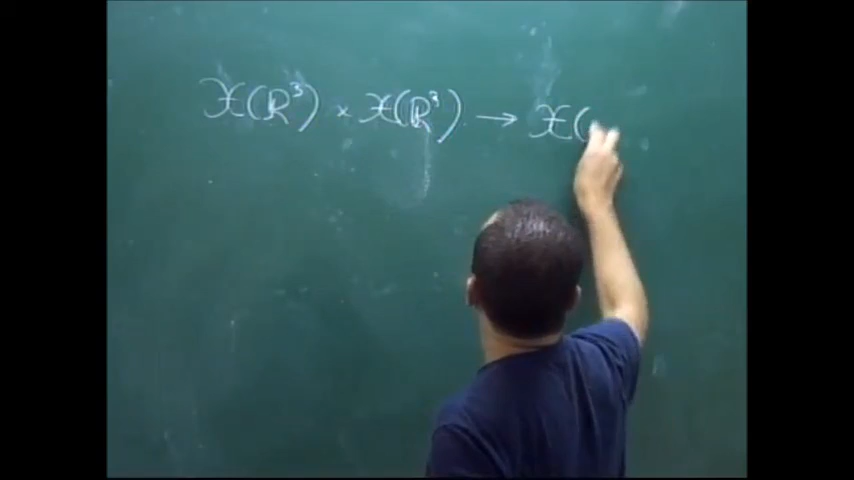 𝔛(ℝ³) × 𝔛(ℝ³) → 𝔛(